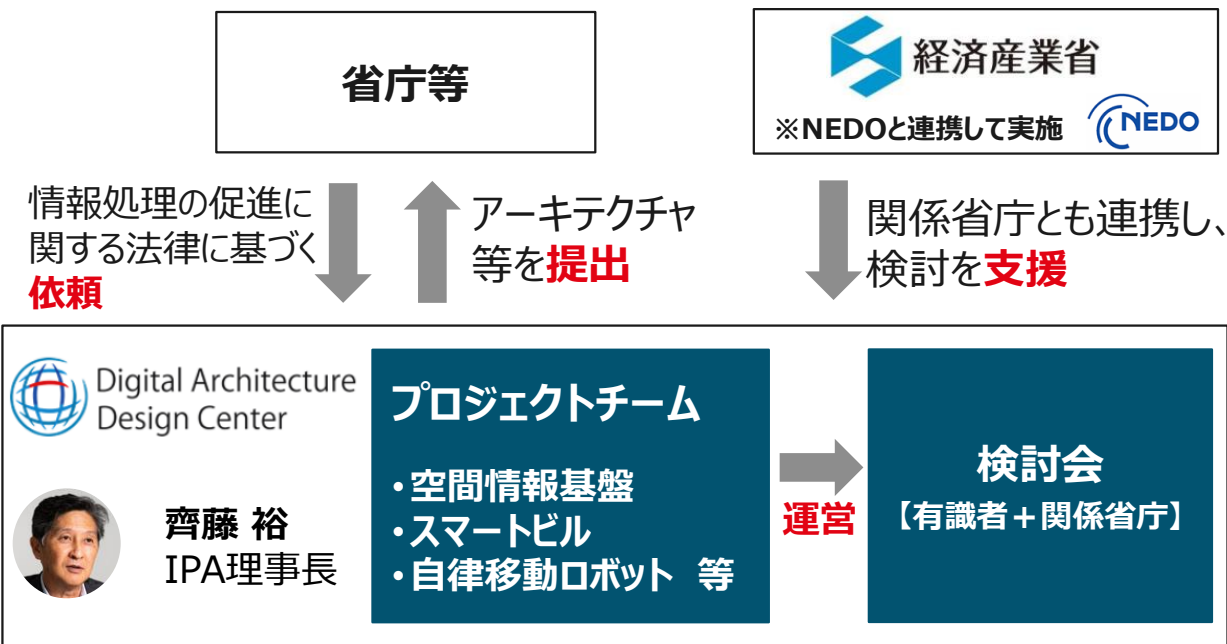 省庁等
経済産業省
※NEDOと連携して実施
NEDO
情報処理の促進に
関する法律に基づく
依頼
アーキテクチャ
等を提出
関係省庁とも連携し、
検討を支援
Digital Architecture
Design Center
齊藤 裕
IPA理事長
プロジェクトチーム
・空間情報基盤
・スマートビル
・自律移動ロボット 等
運営
検討会
【有識者＋関係省庁】